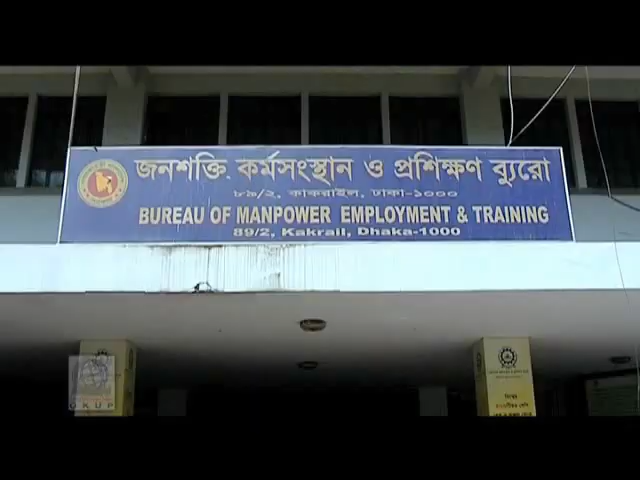 জনশক্তি, কর্মসংস্থান ও প্রশিক্ষণ ব্যুরো
৮৯/২, কাকরাইল, ঢাকা-১০০০
BUREAU OF MANPOWER EMPLOYMENT & TRAINING
89/2, Kakrail, Dhaka-1000